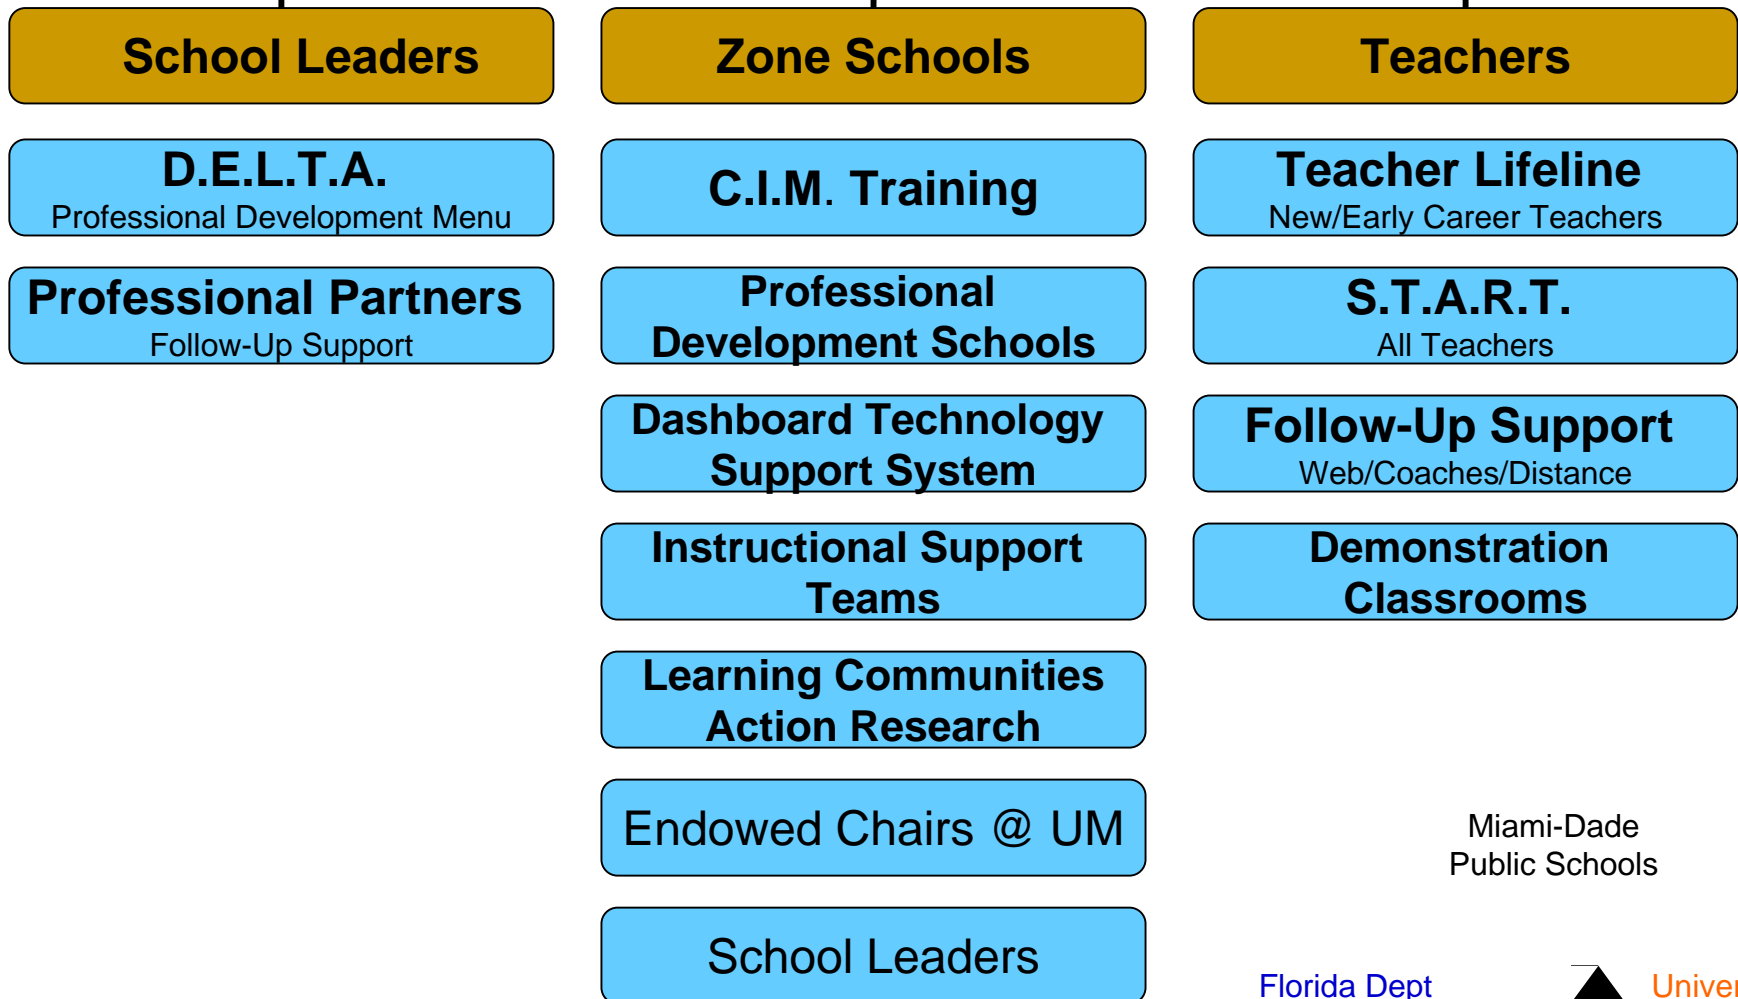 School Leaders
D.E.L.T.A.
Professional Development Menu
Professional Partners
Follow-Up Support
Zone Schools
C.I.M. Training
Professional
Development Schools
Dashboard Technology
Support System
Instructional Support
Teams
Learning Communities
Action Research
Endowed Chairs @ UM
School Leaders
Teachers
Teacher Lifeline
New/Early Career Teachers
S.T.A.R.T.
All Teachers
Follow-Up Support
Web/Coaches/Distance
Demonstration
Classrooms
Miami-Dade
Public Schools
Florida Dept